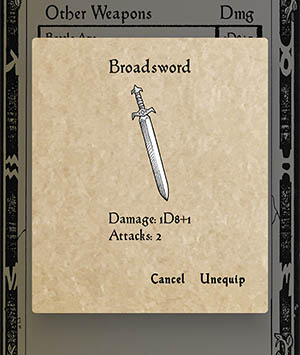 Other Weapons Dmg
Broadsword
Damage: 1D8+1
Attacks: 2
Cancel Unequip